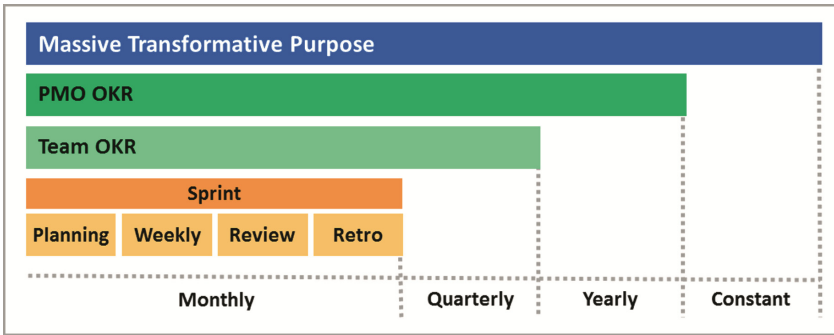 Massive Transformative Purpose
PMO OKR
Team OKR
Sprint
Planning Weekly Review Retro
Monthly Quarterly Yearly Constant